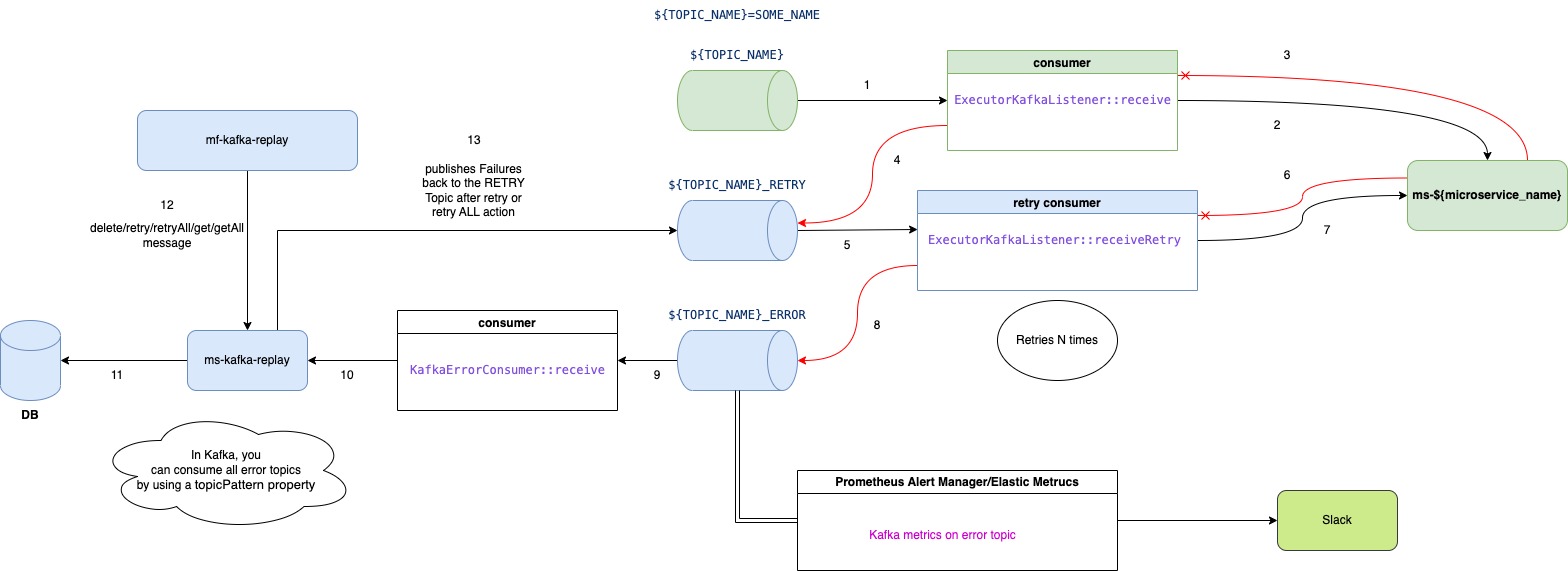 ${TOPIC_NAME}=SOME_NAME
${TOPIC_NAME}
consumer
ExecutorKafkaListener::receive
1
2
3
mf-kafka-replay
13
publishes Failures
back to the RETRY
Topic after retry or
retry ALL action
4
${TOPIC_NAME}_RETRY
5
retry consumer
ExecutorKafkaListener::receiveRetry
6
7
ms-${microservice_name}
12
delete/retry/retryAll/get/getAll
message
${TOPIC_NAME}_ERROR
8
Retries N times
consumer
KafkaErrorConsumer::receive
9
10
ms-kafka-replay
11
DB
In Kafka, you
can consume all error topics
by using a topicPattern property
Prometheus Alert Manager/Elastic Metrucs
Kafka metrics on error topic
Slack